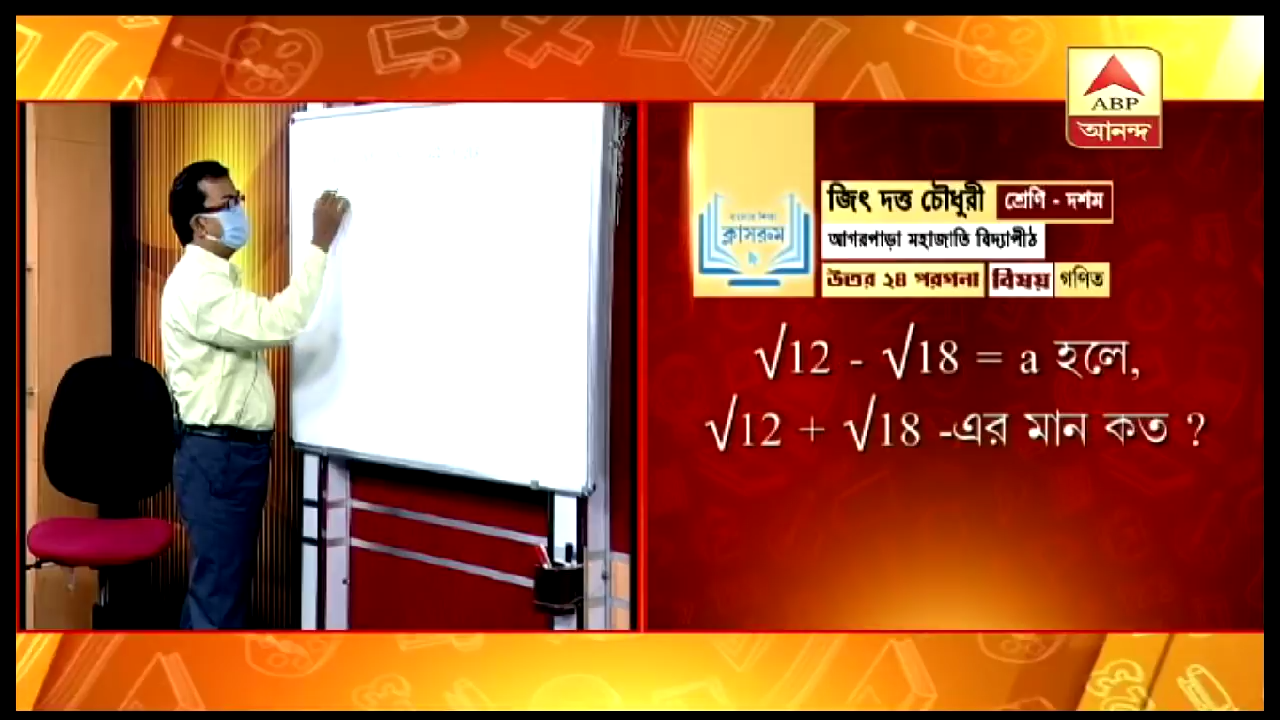 ABP
আনন্দ
বাংলার শিক্ষা
ক্লাসরুম
জিৎ দত্ত চৌধুরী শ্রেণি - দশম
আগরপাড়া মহাজাতি বিদ্যাপীঠ
উত্তর ২৪ পরগনা বিষয় গণিত
√12 - √18 = a হলে,
√12 + √18 -এর মান কত ?